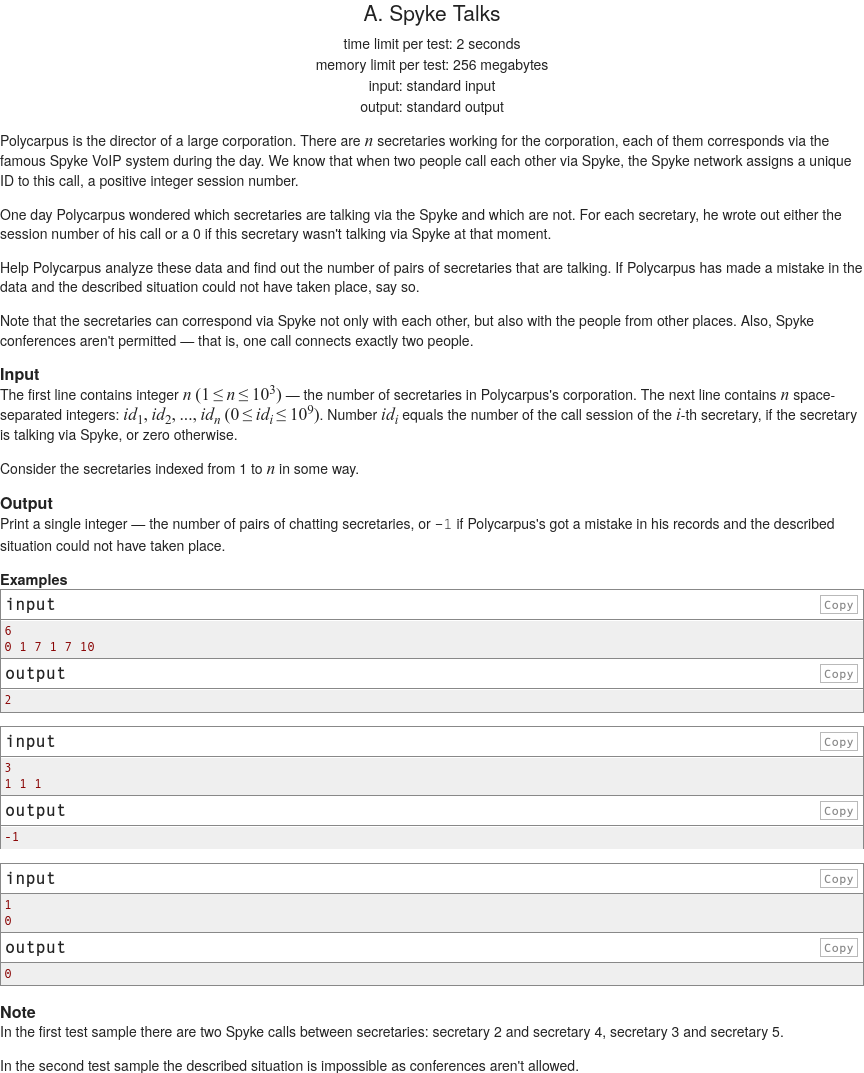 A. Spyke Talks
time limit per test: 2 seconds
memory limit per test: 256 megabytes
input: standard input
output: standard output
Polycarpus is the director of a large corporation. There are n secretaries working for the corporation, each of them corresponds via the
famous Spyke VoIP system during the day. We know that when two people call each other via Spyke, the Spyke network assigns a unique
ID to this call, a positive integer session number.
One day Polycarpus wondered which secretaries are talking via the Spyke and which are not. For each secretary, he wrote out either the
session number of his call or a 0 if this secretary wasn't talking via Spyke at that moment.
Help Polycarpus analyze these data and find out the number of pairs of secretaries that are talking. If Polycarpus has made a mistake in the
data and the described situation could not have taken place, say so.
Note that the secretaries can correspond via Spyke not only with each other, but also with the people from other places. Also, Spyke
conferences aren't permitted — that is, one call connects exactly two people.
Input
The first line contains integer n (1 ≤ n ≤ 10³) — the number of secretaries in Polycarpus's corporation. The next line contains n space-
separated integers: id₁, id₂, ..., idₙ (0 ≤ idᵢ ≤ 10⁹). Number idᵢ equals the number of the call session of the i-th secretary, if the secretary
is talking via Spyke, or zero otherwise.
Consider the secretaries indexed from 1 to n in some way.
Output
Print a single integer — the number of pairs of chatting secretaries, or -1 if Polycarpus's got a mistake in his records and the described
situation could not have taken place.
Examples
input Copy
6
0 1 7 1 7 10
output Copy
2
input Copy
3
1 1 1
output Copy
-1
input Copy
1
0
output Copy
0
Note
In the first test sample there are two Spyke calls between secretaries: secretary 2 and secretary 4, secretary 3 and secretary 5.
In the second test sample the described situation is impossible as conferences aren't allowed.